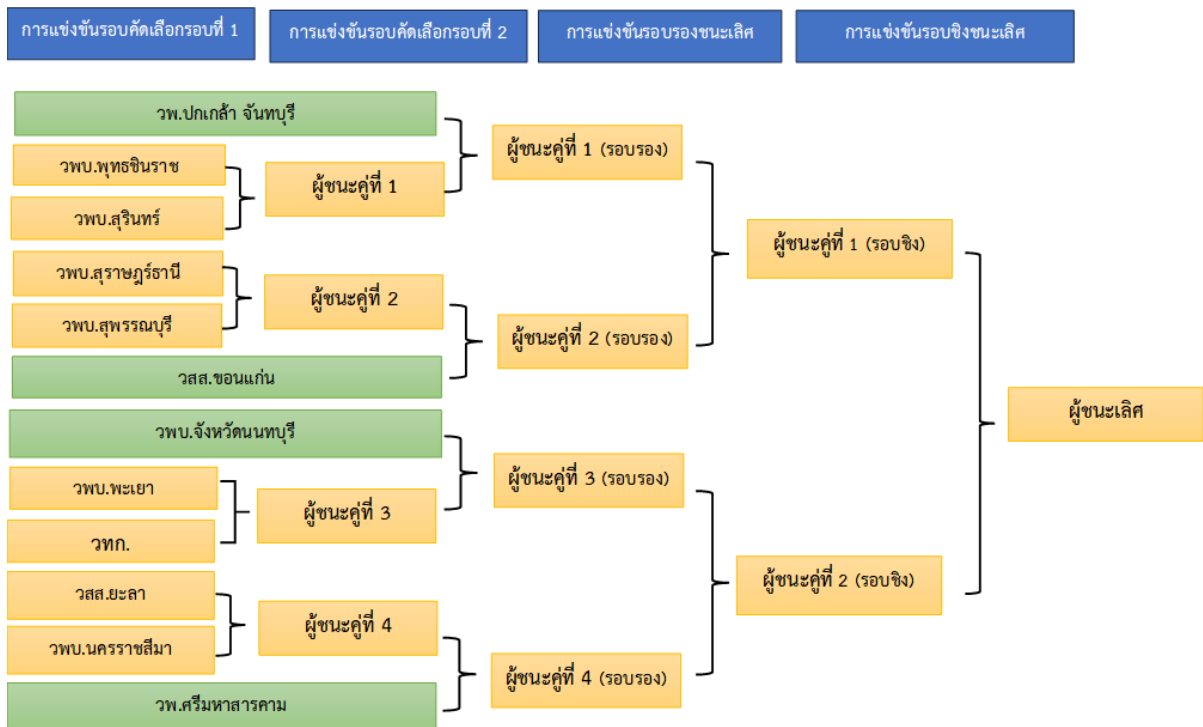 การแข่งขันรอบคัดเลือกรอบที่ 1
การแข่งขันรอบคัดเลือกรอบที่ 2
การแข่งขันรอบรองชนะเลิศ
การแข่งขันรอบชิงชนะเลิศ
วพ.ปกเกล้า จันทบุรี
วพบ.พุทธชินราช
วพบ.สุรินทร์
วพบ.สุราษฎร์ธานี
วพบ.สุพรรณบุรี
วสส.ขอนแก่น
วพบ.จังหวัดนนทบุรี
วพบ.พะเยา
วทก.
วสส.ยะลา
วพบ.นครราชสีมา
วพ.ศรีมหาสารคาม
ผู้ชนะคู่ที่ 1
ผู้ชนะคู่ที่ 2
ผู้ชนะคู่ที่ 3
ผู้ชนะคู่ที่ 4
ผู้ชนะคู่ที่ 1 (รอบรอง)
ผู้ชนะคู่ที่ 2 (รอบรอง)
ผู้ชนะคู่ที่ 3 (รอบรอง)
ผู้ชนะคู่ที่ 4 (รอบรอง)
ผู้ชนะคู่ที่ 1 (รอบชิง)
ผู้ชนะคู่ที่ 2 (รอบชิง)
ผู้ชนะเลิศ